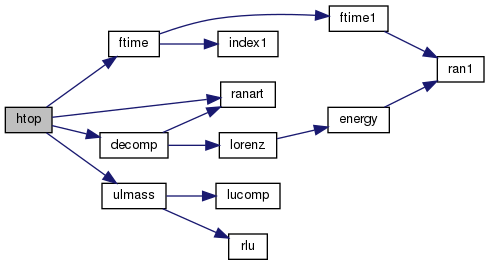 htop
ftime
ftime1
index1
ran1
ranart
energy
decomp
lorenz
ulmass
lucomp
rlu